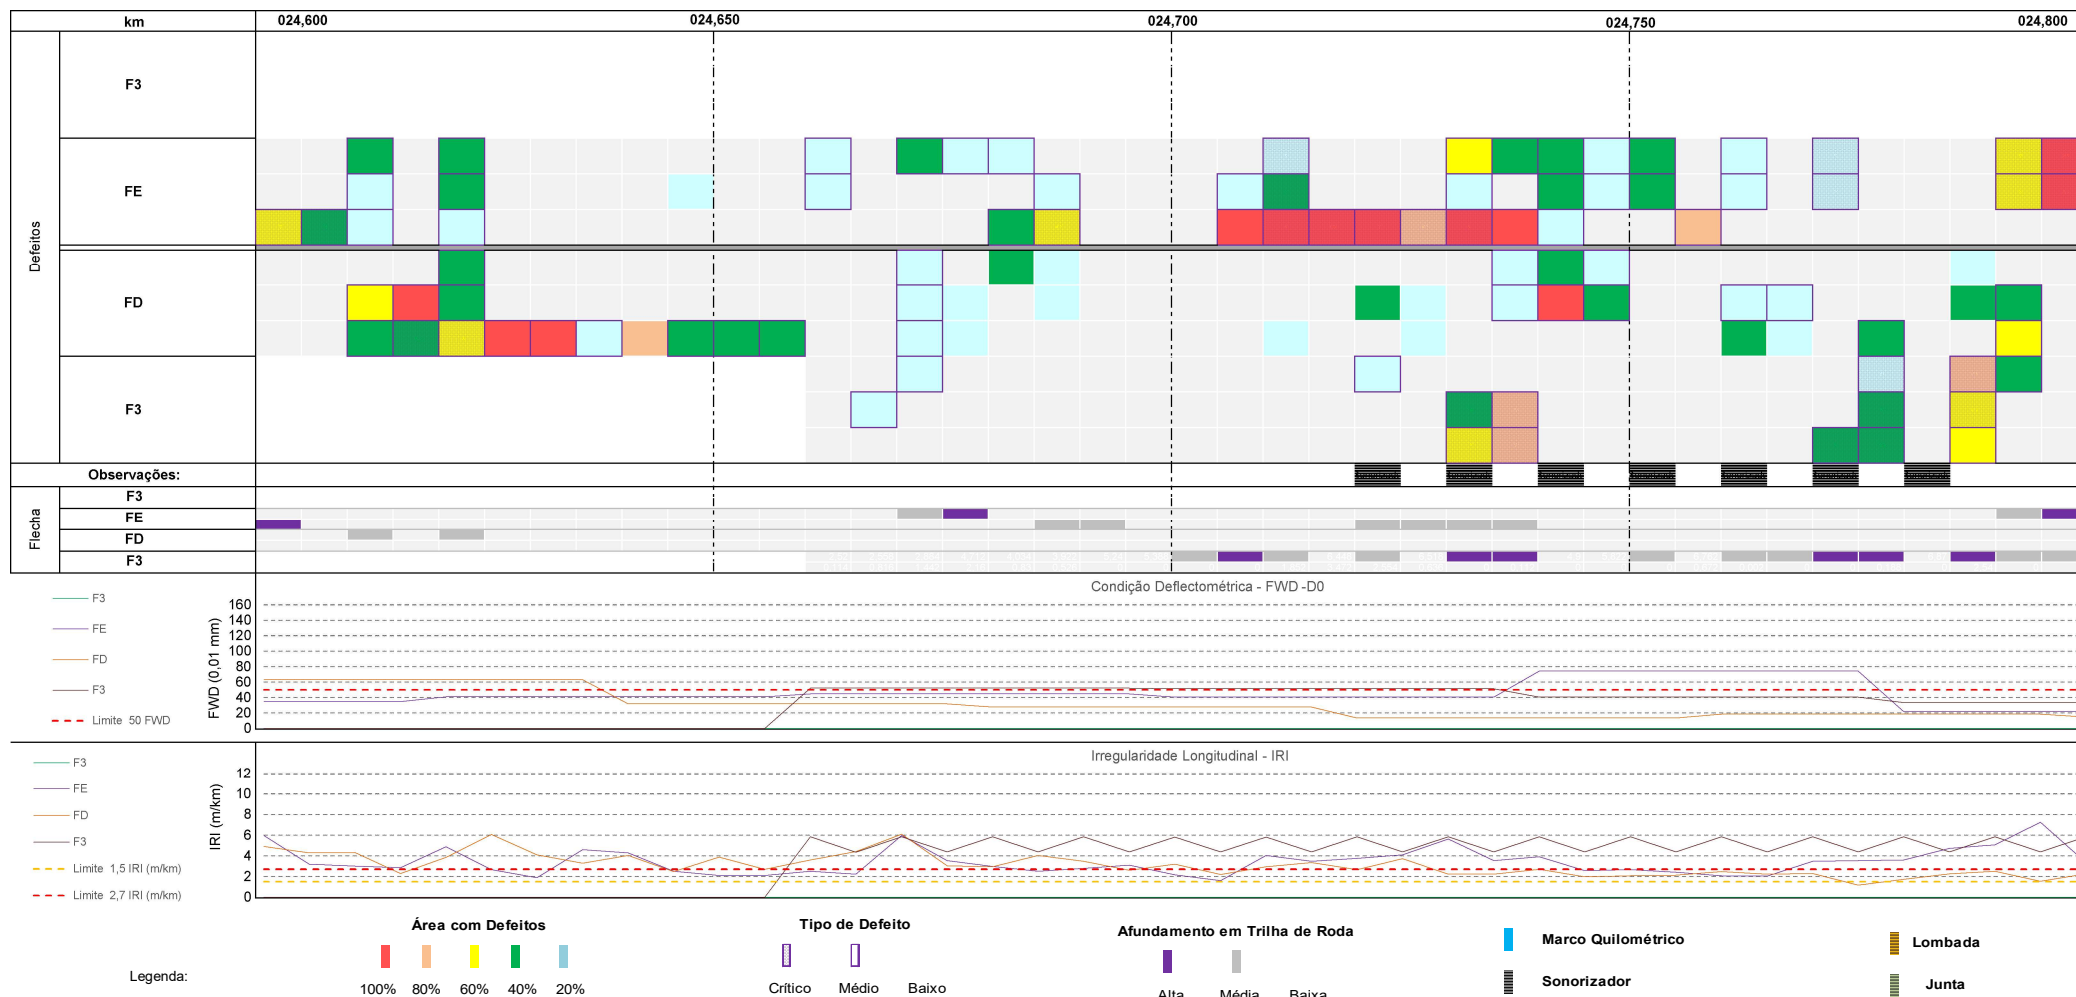 km 024,600 024,650 024,700 024,750 024,800
Defeitos
F3
FE
FD
F3
Observações:
Flecha
F3
FE
FD
F3
Condição Deflectométrica - FWD -D0
FWD (0,01 mm)
160
140
120
100
80
60
40
20
0
F3
FE
FD
F3
Limite 50 FWD
Irregularidade Longitudinal - IRI
IRI (m/km)
12
10
8
6
4
2
0
F3
FE
FD
F3
Limite 1,5 IRI (m/km)
Limite 2,7 IRI (m/km)
Legenda:
Área com Defeitos
100% 80% 60% 40% 20%
Tipo de Defeito
Crítico Médio Baixo
Afundamento em Trilha de Roda
Alta Média Baixa
Marco Quilométrico
Sonorizador
Lombada
Junta